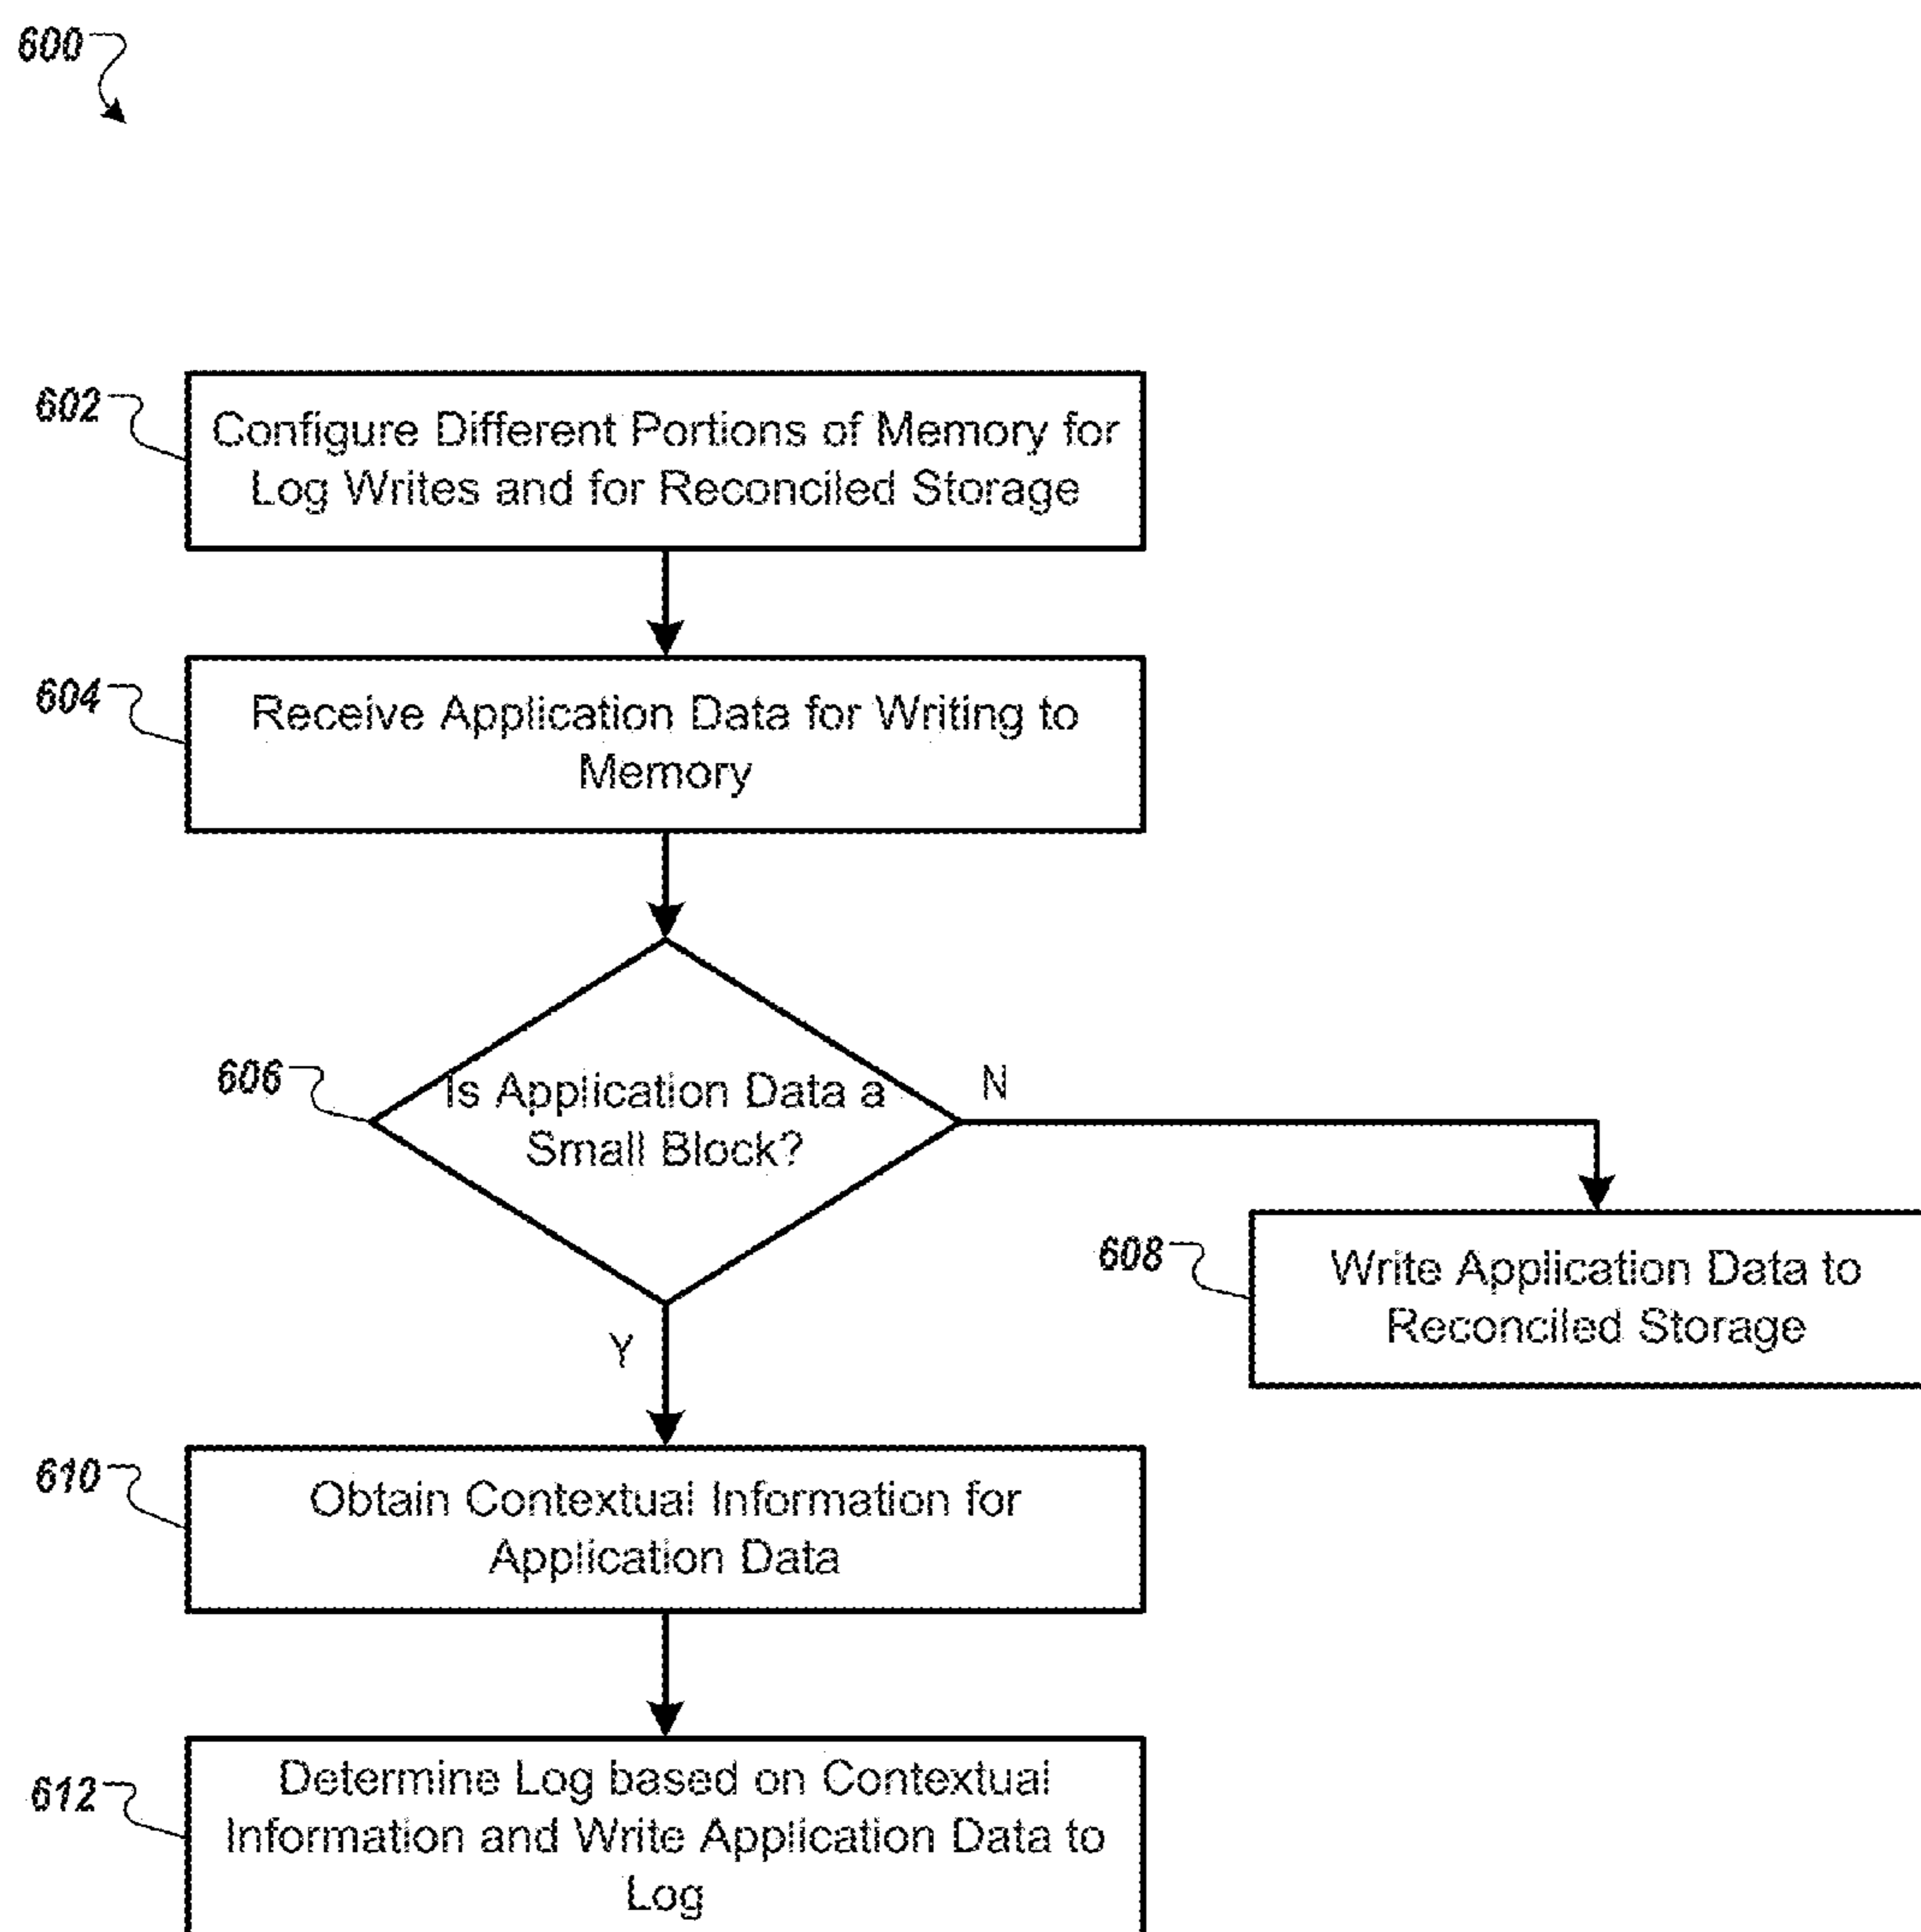 600
602
Configure Different Portions of Memory for
Log Writes and for Reconciled Storage
604
Receive Application Data for Writing to
Memory
606
Is Application Data a
Small Block?
N
608
Write Application Data to
Reconciled Storage
Y
610
Obtain Contextual Information for
Application Data
612
Determine Log based on Contextual
Information and Write Application Data to
Log